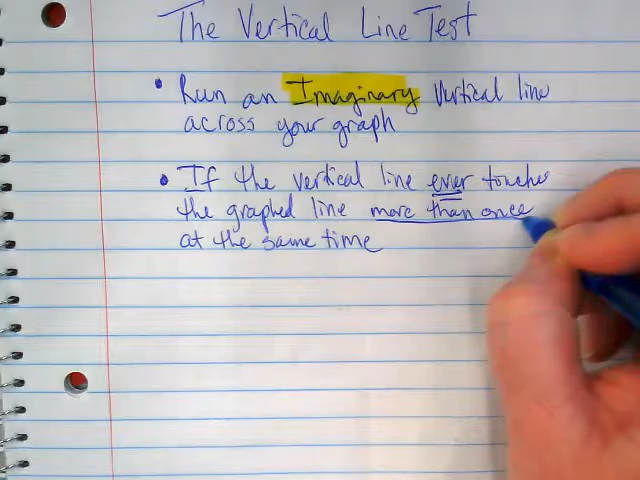 The Vertical Line Test
• Run an Imaginary vertical line
across your graph
• If the vertical line ever touches
the graphed line more than once
at the same time